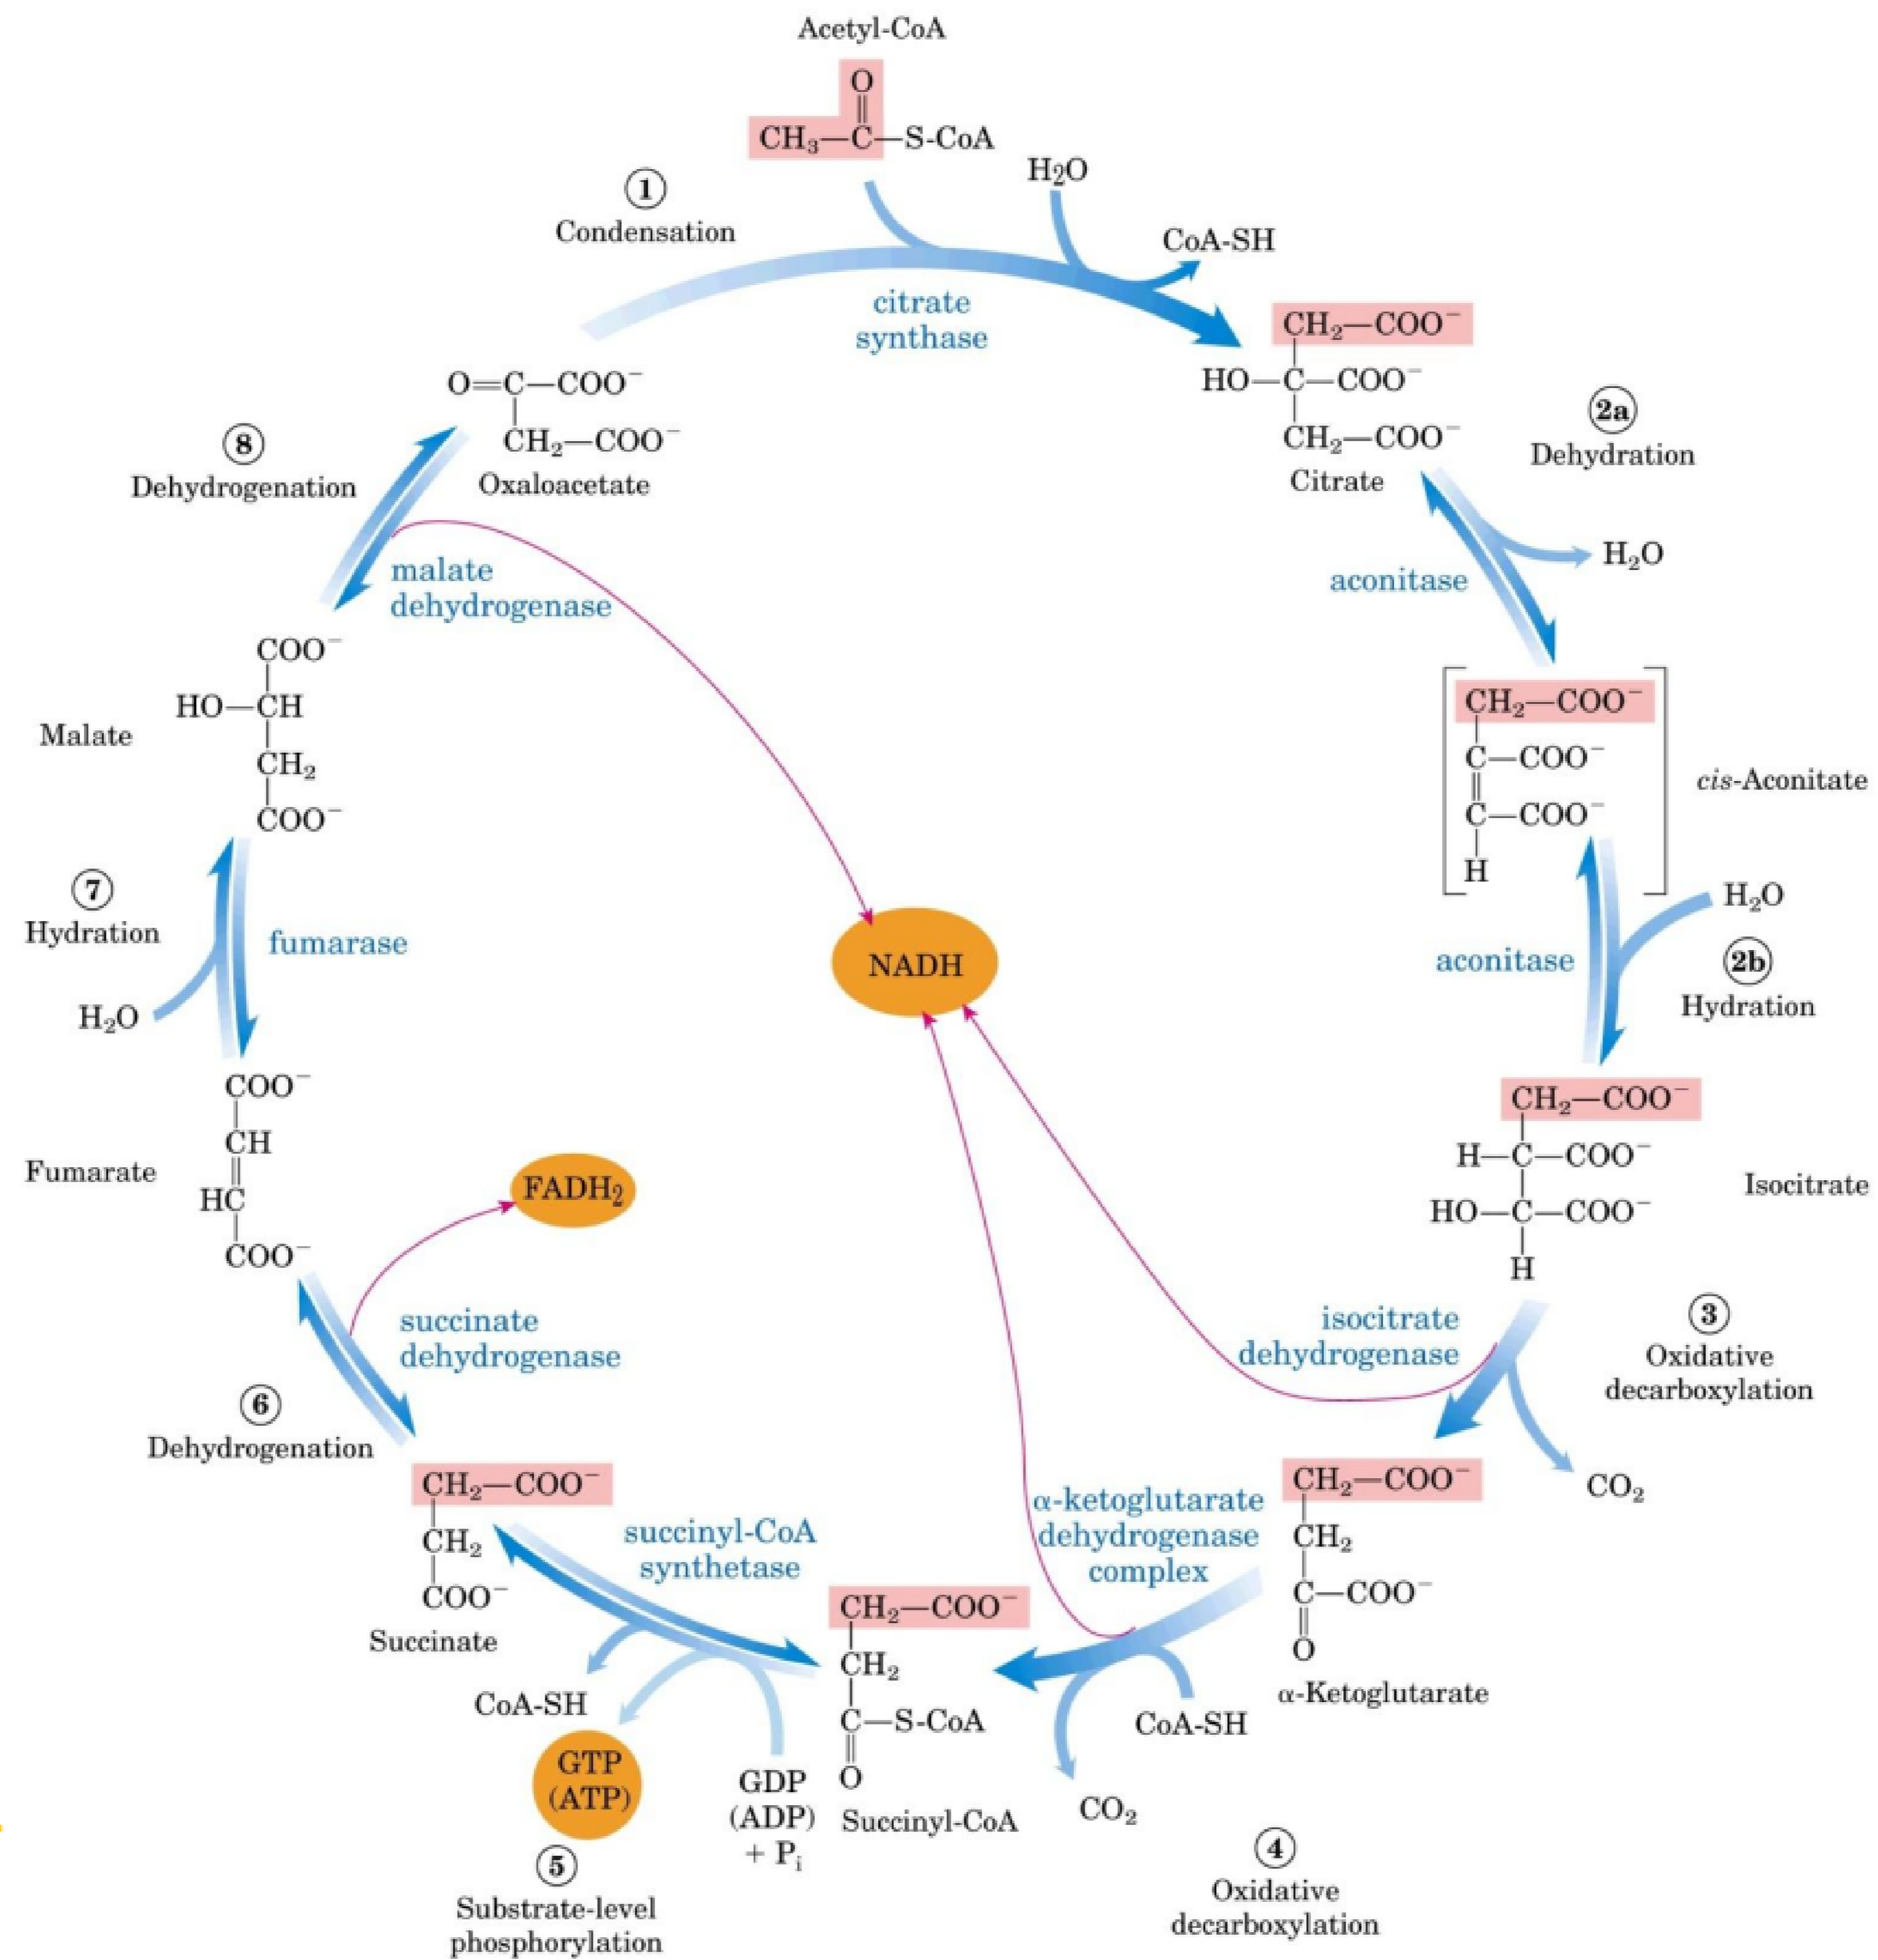 Acetyl-CoA
O
CH₃—C—S-CoA
H2O
1
Condensation
CoA-SH
citrate
synthase
CH₂—COO⁻
HO—C—COO⁻
CH₂—COO⁻
Citrate
2a
Dehydration
H₂O
aconitase
CH₂—COO⁻
C—COO⁻
C—COO⁻
H
cis-Aconitate
H₂O
aconitase
2b
Hydration
CH₂—COO⁻
H—C—COO⁻
HO—C—COO⁻
H
Isocitrate
isocitrate
dehydrogenase
3
Oxidative
decarboxylation
CO₂
CH₂—COO⁻
CH₂
C—COO⁻
O
α-Ketoglutarate
α-ketoglutarate
dehydrogenase
complex
CoA-SH
CO₂
4
Oxidative
decarboxylation
CH₂—COO⁻
CH₂
C—S-CoA
O
Succinyl-CoA
succinyl-CoA
synthetase
GDP
(ADP)
+ Pᵢ
CoA-SH
GTP
(ATP)
5
Substrate-level
phosphorylation
CH₂—COO⁻
CH₂
COO⁻
Succinate
succinate
dehydrogenase
6
Dehydrogenation
FADH₂
COO⁻
CH
HC
COO⁻
Fumarate
fumarase
7
Hydration
H₂O
COO⁻
HO—CH
CH₂
COO⁻
Malate
malate
dehydrogenase
8
Dehydrogenation
O=C—COO⁻
CH₂—COO⁻
Oxaloacetate
NADH